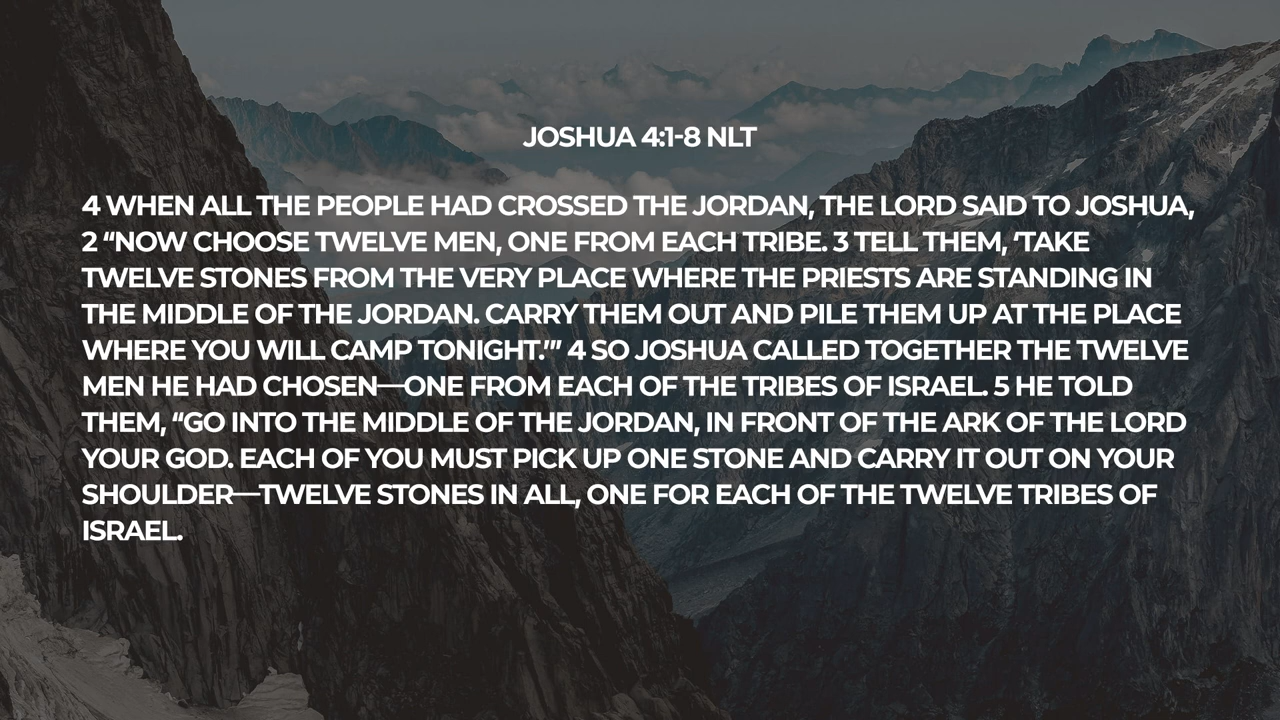 JOSHUA 4:1-8 NLT
4 WHEN ALL THE PEOPLE HAD CROSSED THE JORDAN, THE LORD SAID TO JOSHUA,
2 “NOW CHOOSE TWELVE MEN, ONE FROM EACH TRIBE. 3 TELL THEM, ‘TAKE
TWELVE STONES FROM THE VERY PLACE WHERE THE PRIESTS ARE STANDING IN
THE MIDDLE OF THE JORDAN. CARRY THEM OUT AND PILE THEM UP AT THE PLACE
WHERE YOU WILL CAMP TONIGHT.’” 4 SO JOSHUA CALLED TOGETHER THE TWELVE
MEN HE HAD CHOSEN—ONE FROM EACH OF THE TRIBES OF ISRAEL. 5 HE TOLD
THEM, “GO INTO THE MIDDLE OF THE JORDAN, IN FRONT OF THE ARK OF THE LORD
YOUR GOD. EACH OF YOU MUST PICK UP ONE STONE AND CARRY IT OUT ON YOUR
SHOULDER—TWELVE STONES IN ALL, ONE FOR EACH OF THE TWELVE TRIBES OF
ISRAEL.